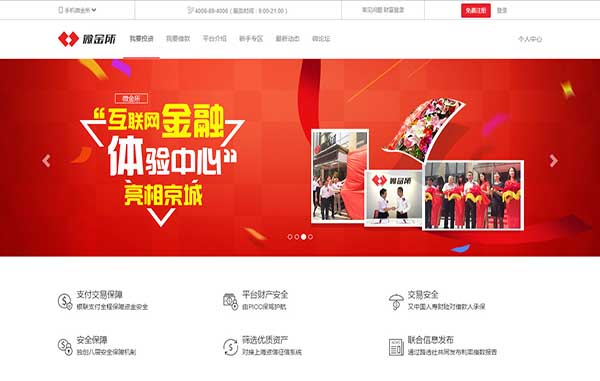 手机微金所
4006-89-4006 ( 服务时间：9:00-21:00 )
常见问题 财富登录
免费注册 登录
微金所 我要投资 我要借款 平台介绍 新手专区 最新动态 微论坛 个人中心
微金所
“互联网金融
体验中心”
亮相京城
微金所
支付交易保障
银联支付全程保障资金安全
平台财产安全
由PICC保驾护航
交易安全
又中国人寿财险对借款人承保
安全保障
独创八层安全保障机制
筛选优质资产
对接上海资信征信系统
联合信息发布
通过路透社共同发布利率指数报告